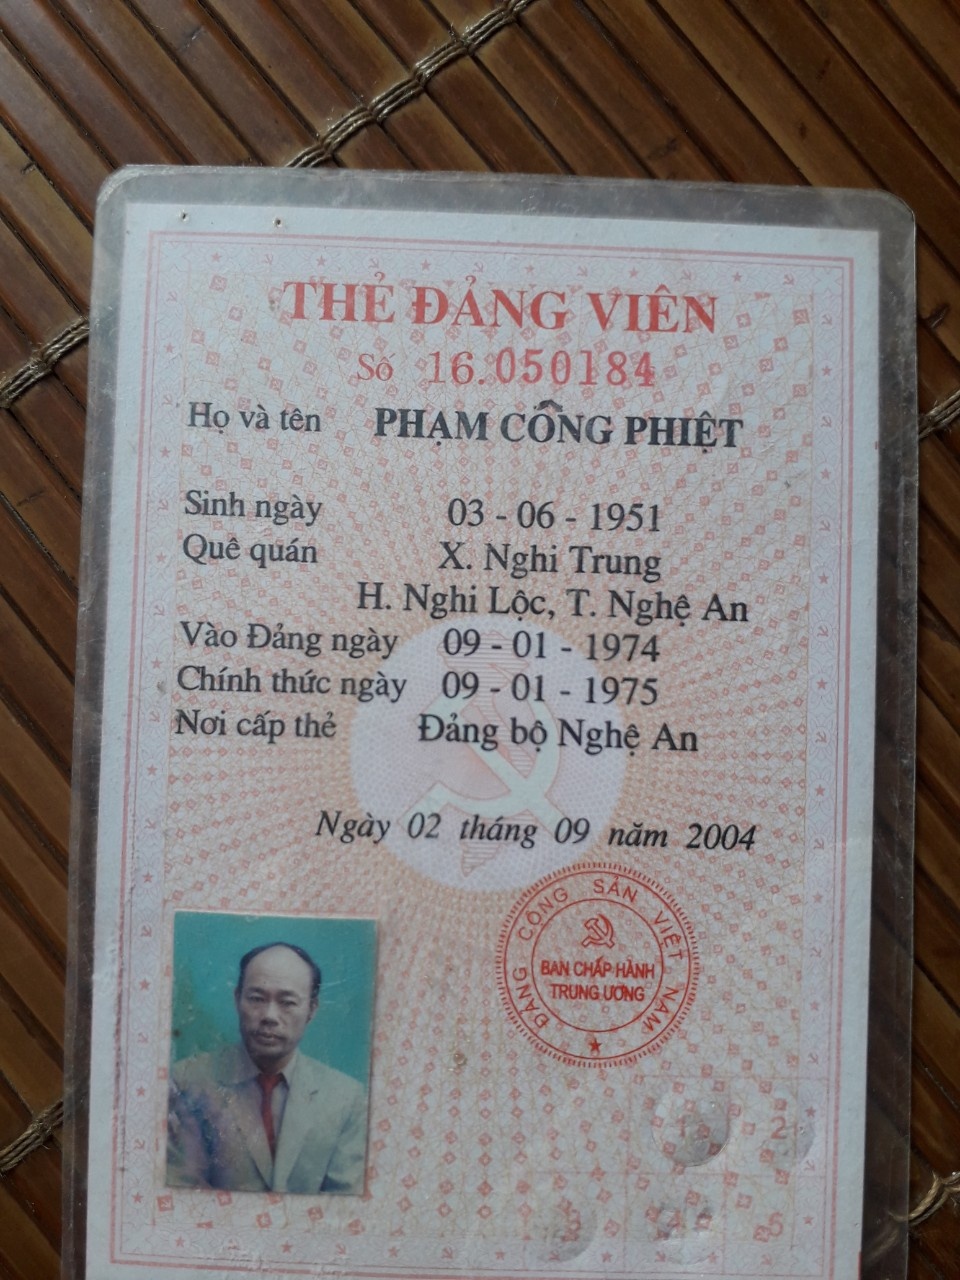 THẺ ĐẢNG VIÊN
Số 16.050184
Họ và tên PHẠM CÔNG PHIỆT
Sinh ngày 03 - 06 - 1951
Quê quán X. Nghi Trung
H. Nghi Lộc, T. Nghệ An
Vào Đảng ngày 09 - 01 - 1974
Chính thức ngày 09 - 01 - 1975
Nơi cấp thẻ Đảng bộ Nghệ An
Ngày 02 tháng 09 năm 2004
ĐẢNG CỘNG SẢN VIỆT NAM
BAN CHẤP HÀNH
TRUNG ƯƠNG
1 2
3 4 5